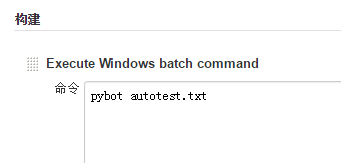 构建
Execute Windows batch command
命令
pybot autotest.txt